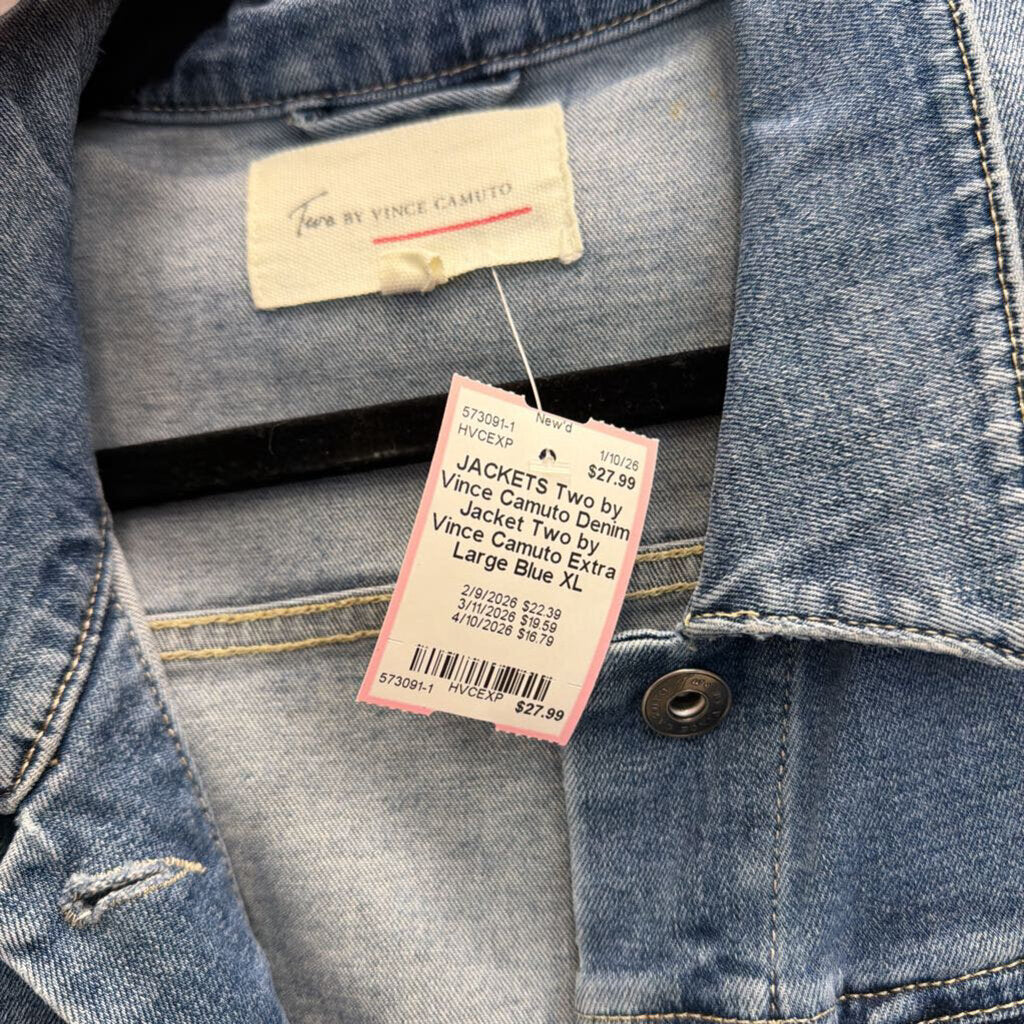 Two BY VINCE CAMUTO
New'd
573091-1
HVCEXP
1/10/26
$27.99
JACKETS Two by
Vince Camuto Denim
Jacket Two by
Vince Camuto Extra
Large Blue XL
2/9/2026 $22.39
3/11/2026 $19.59
4/10/2026 $16.79
573091-1 HVCEXP $27.99